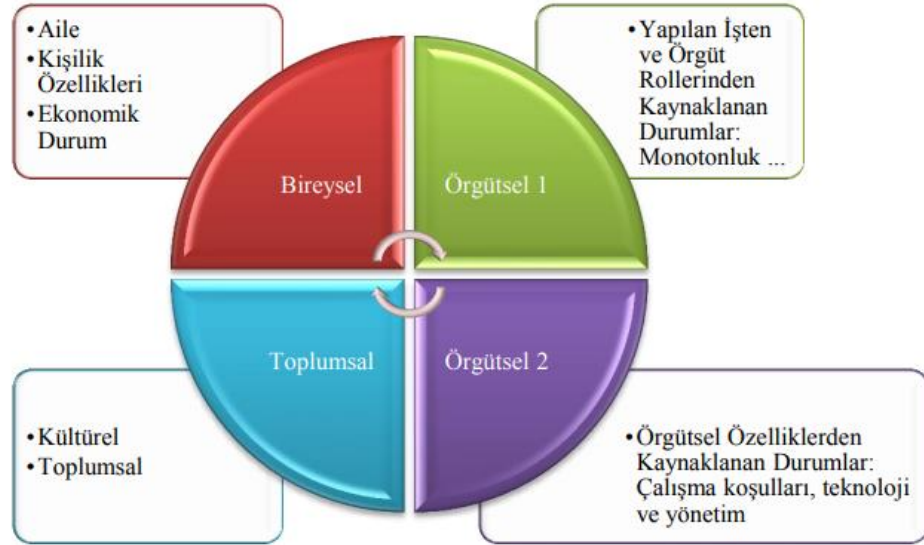 •Aile
•Kişilik
Özellikleri
•Ekonomik
Durum
•Yapılan İşten
ve Örgüt
Rollerinden
Kaynaklanan
Durumlar:
Monotonluk ...
Bireysel
Örgütsel 1
Toplumsal
Örgütsel 2
•Kültürel
•Toplumsal
•Örgütsel Özelliklerden
Kaynaklanan Durumlar:
Çalışma koşulları, teknoloji
ve yönetim